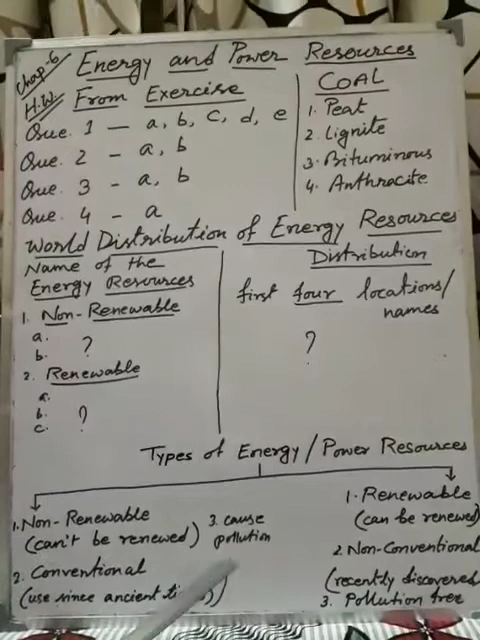 Chap-6
Energy and Power Resources
H.W. From Exercise
Que. 1 - a, b, c, d, e
Que. 2 - a, b
Que. 3 - a, b
Que. 4 - a
COAL
1. Peat
2. Lignite
3. Bituminous
4. Anthracite
World Distribution of Energy Resources
Name of the
Energy Resources
1. Non-Renewable
a.
b. ?
2. Renewable
a.
b. ?
c.
Distribution
first four locations/
names
?
Types of Energy/Power Resources
1. Non-Renewable
(can't be renewed)
2. Conventional
(use since ancient
3. cause
pollution
1. Renewable
(can be renewed)
2. Non-Conventional
(recently discovered
3. Pollution free